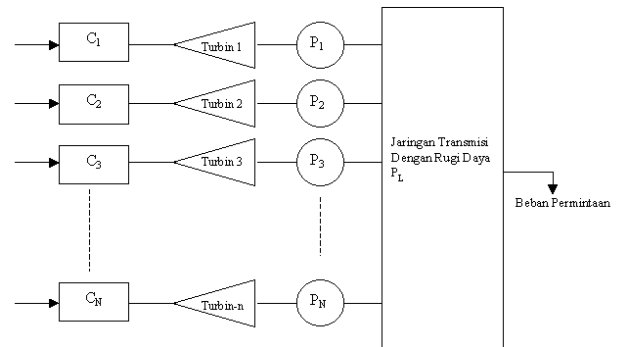 C1
Turbin 1
P1
C2
Turbin 2
P2
C3
Turbin 3
P3
Jaringan Transmisi
Dengan Rugi Daya
PL
Beban Permintaan
CN
Turbin-n
PN